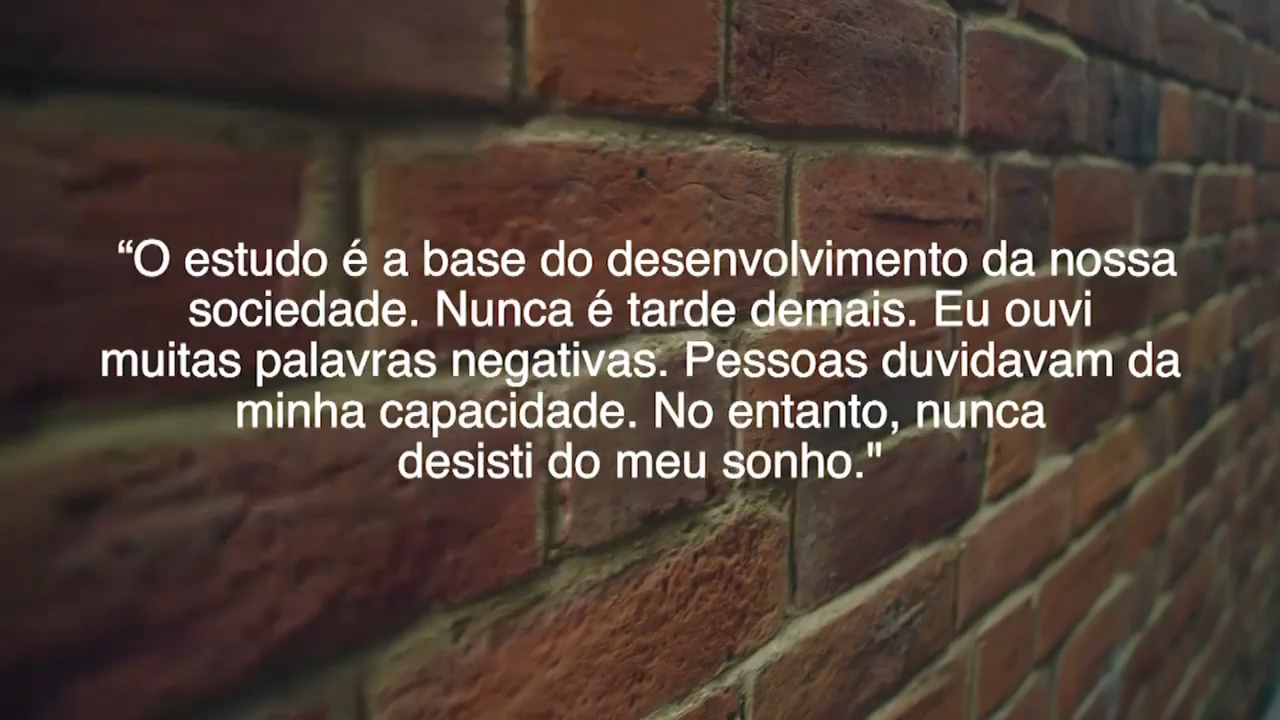 “O estudo é a base do desenvolvimento da nossa
sociedade. Nunca é tarde demais. Eu ouvi
muitas palavras negativas. Pessoas duvidavam da
minha capacidade. No entanto, nunca
desisti do meu sonho."